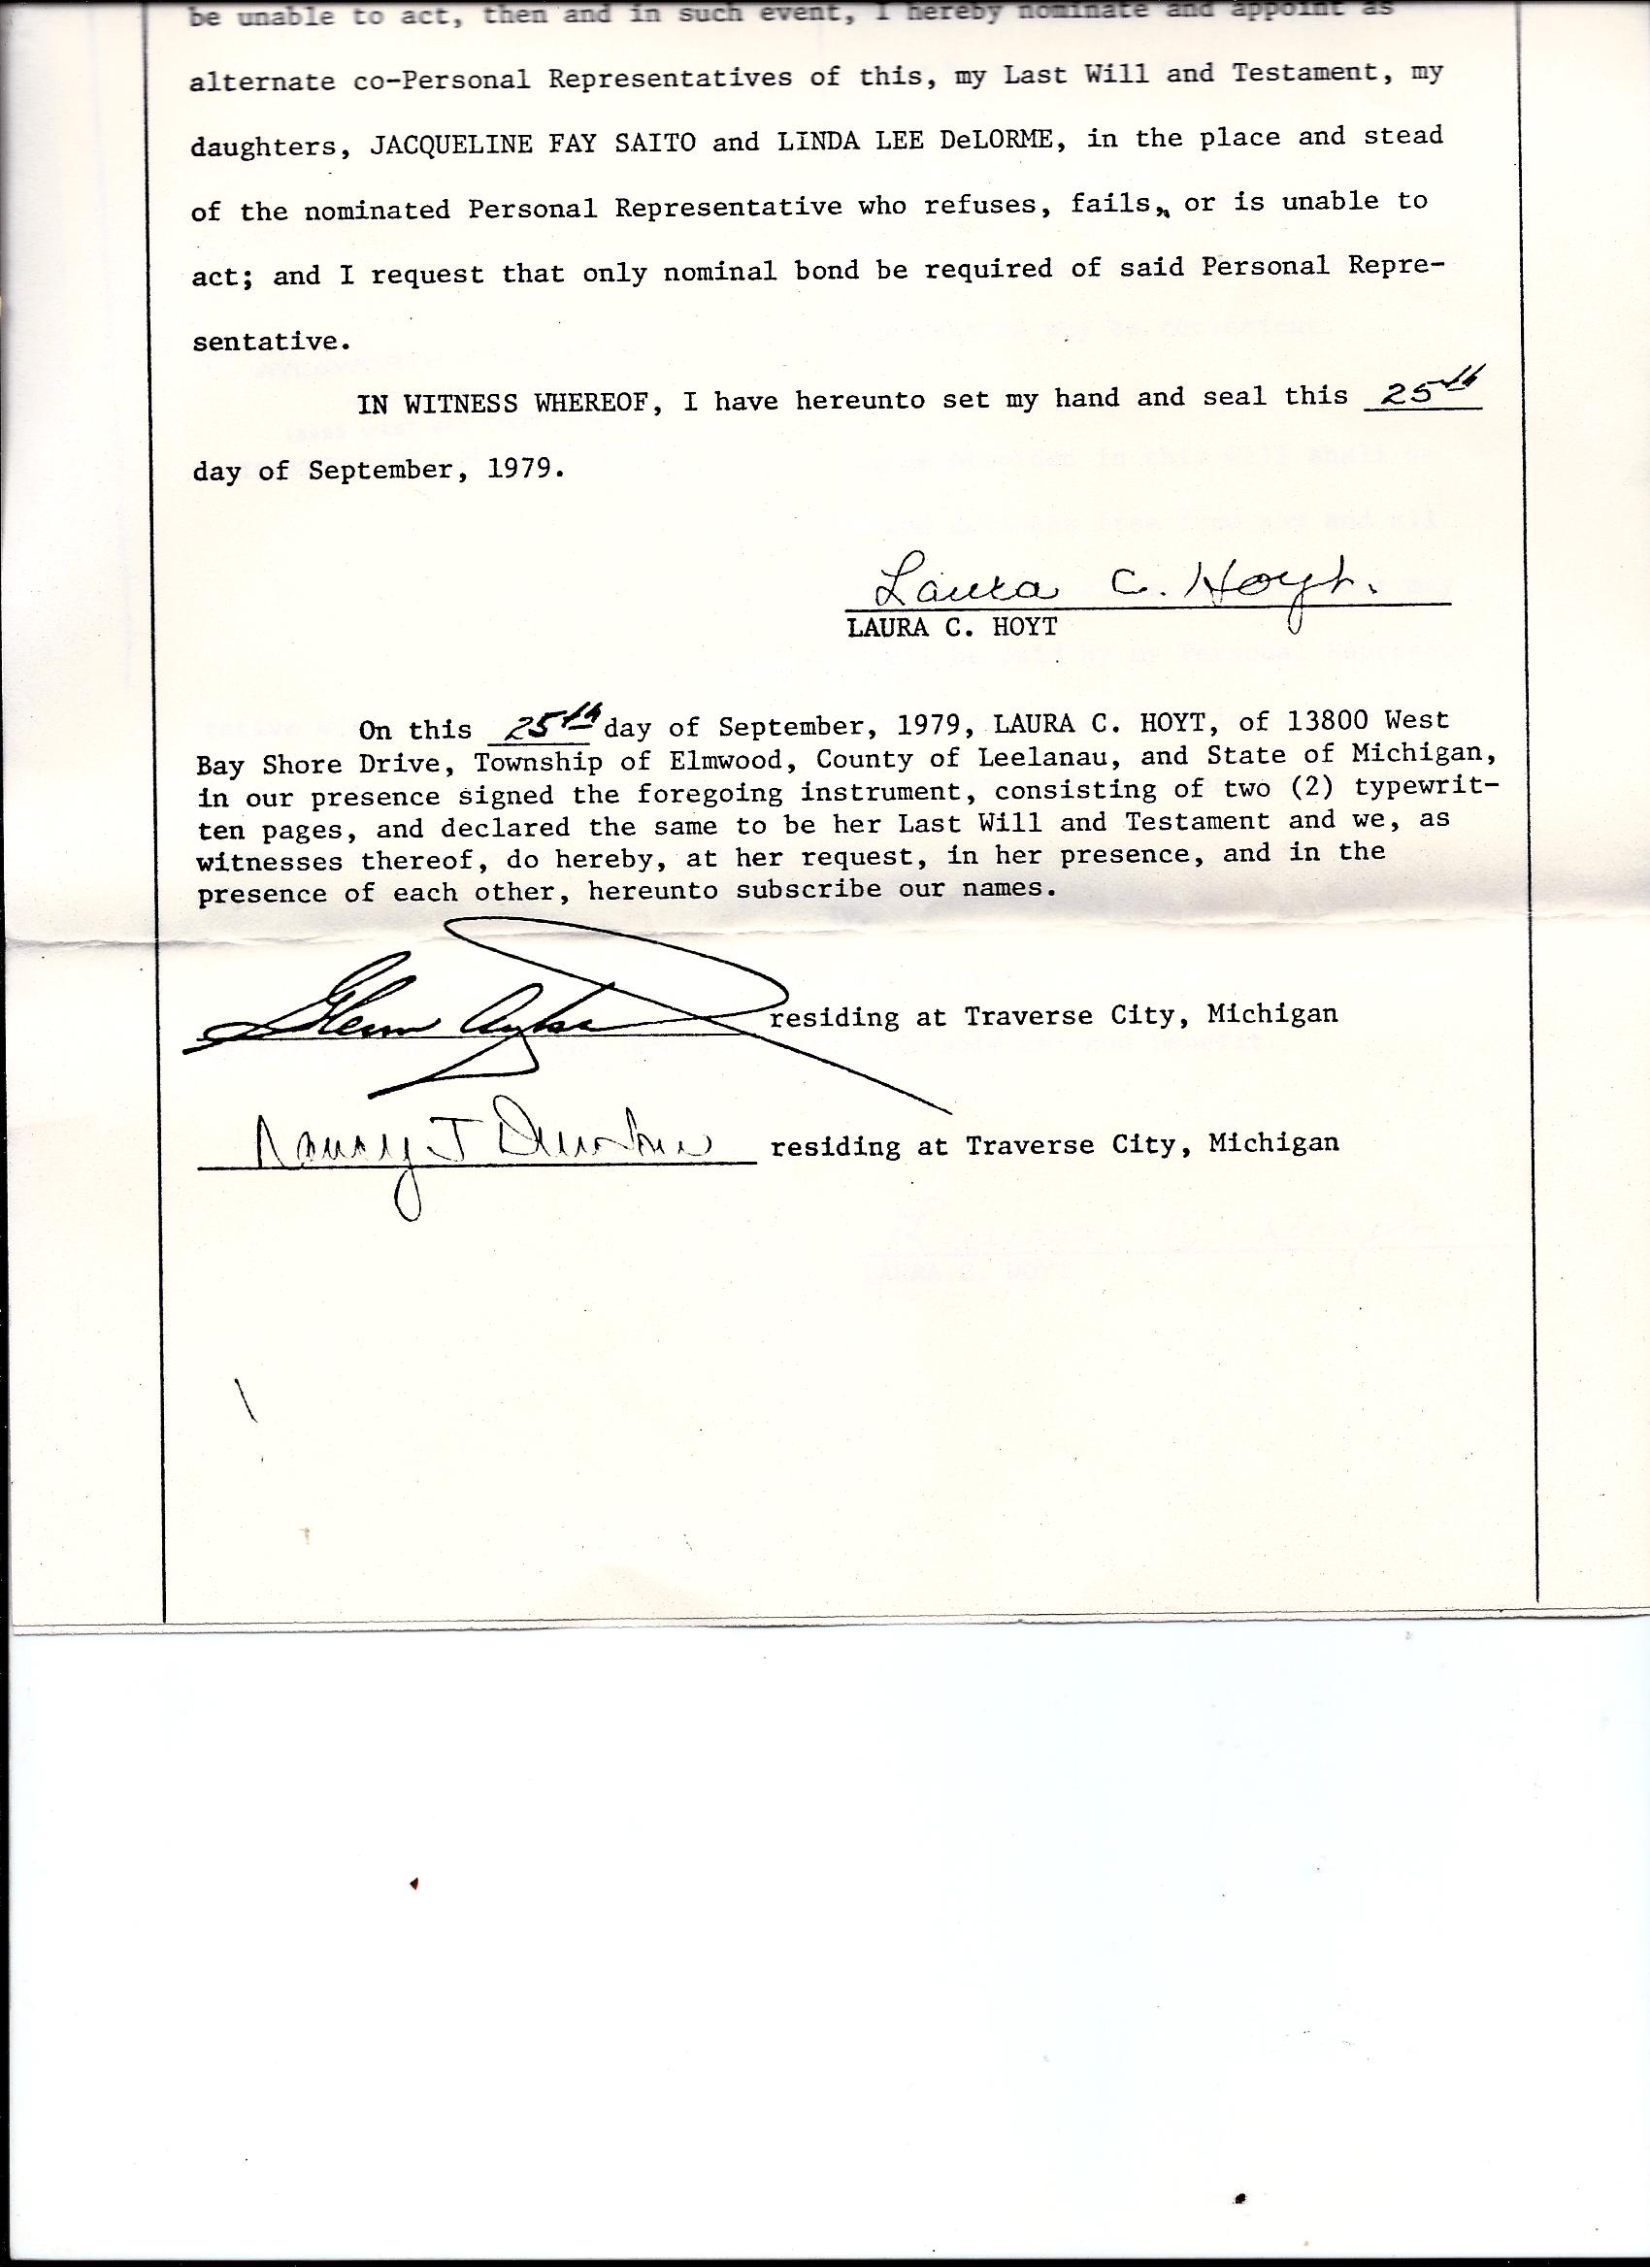 be unable to act, then and in such event, I hereby nominate and appoint as
alternate co-Personal Representatives of this, my Last Will and Testament, my
daughters, JACQUELINE FAY SAITO and LINDA LEE DeLORME, in the place and stead
of the nominated Personal Representative who refuses, fails, or is unable to
act; and I request that only nominal bond be required of said Personal Repre-
sentative.
IN WITNESS WHEREOF, I have hereunto set my hand and seal this 25th
day of September, 1979.
Laura C. Hoyt.
LAURA C. HOYT
On this 25th day of September, 1979, LAURA C. HOYT, of 13800 West
Bay Shore Drive, Township of Elmwood, County of Leelanau, and State of Michigan,
in our presence signed the foregoing instrument, consisting of two (2) typewrit-
ten pages, and declared the same to be her Last Will and Testament and we, as
witnesses thereof, do hereby, at her request, in her presence, and in the
presence of each other, hereunto subscribe our names.
Glenn residing at Traverse City, Michigan
Nancy J residing at Traverse City, Michigan